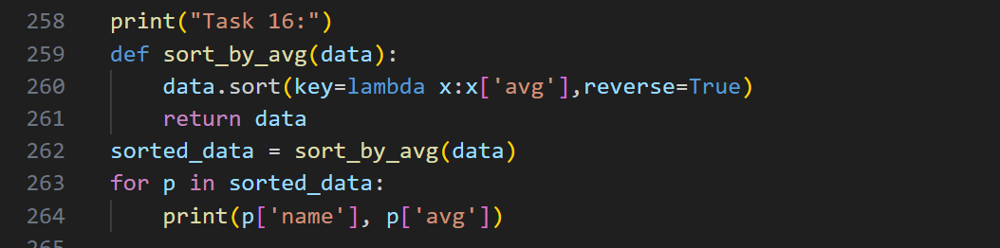 258 print("Task 16:")
259 def sort_by_avg(data):
260     data.sort(key=lambda x:x['avg'],reverse=True)
261     return data
262 sorted_data = sort_by_avg(data)
263 for p in sorted_data:
264     print(p['name'], p['avg'])
265